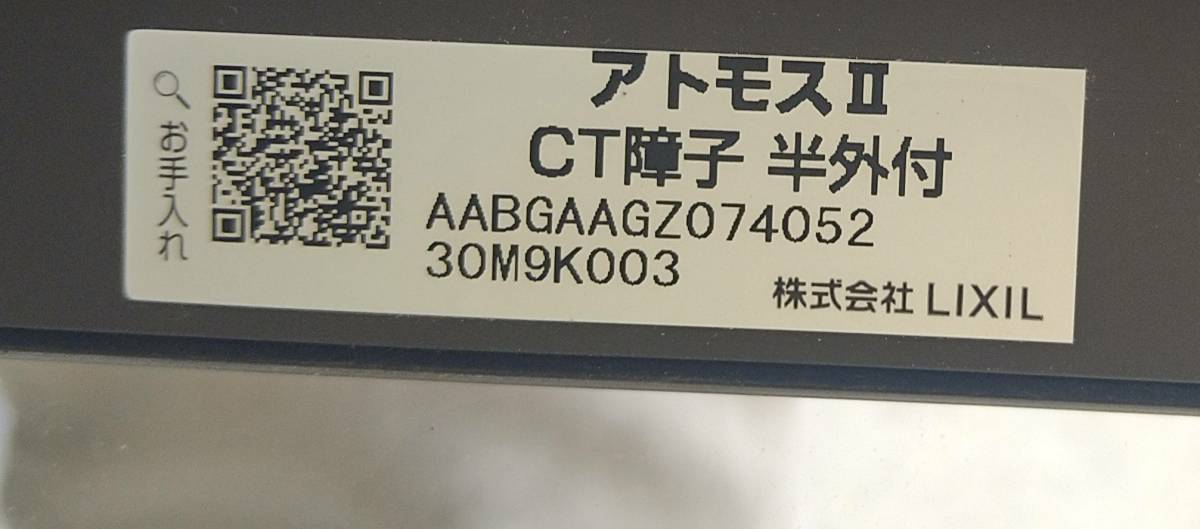 お手入れ
アトモスⅡ
CT障子 半外付
AABGAAGZ074052
30M9K003
株式会社 LIXIL